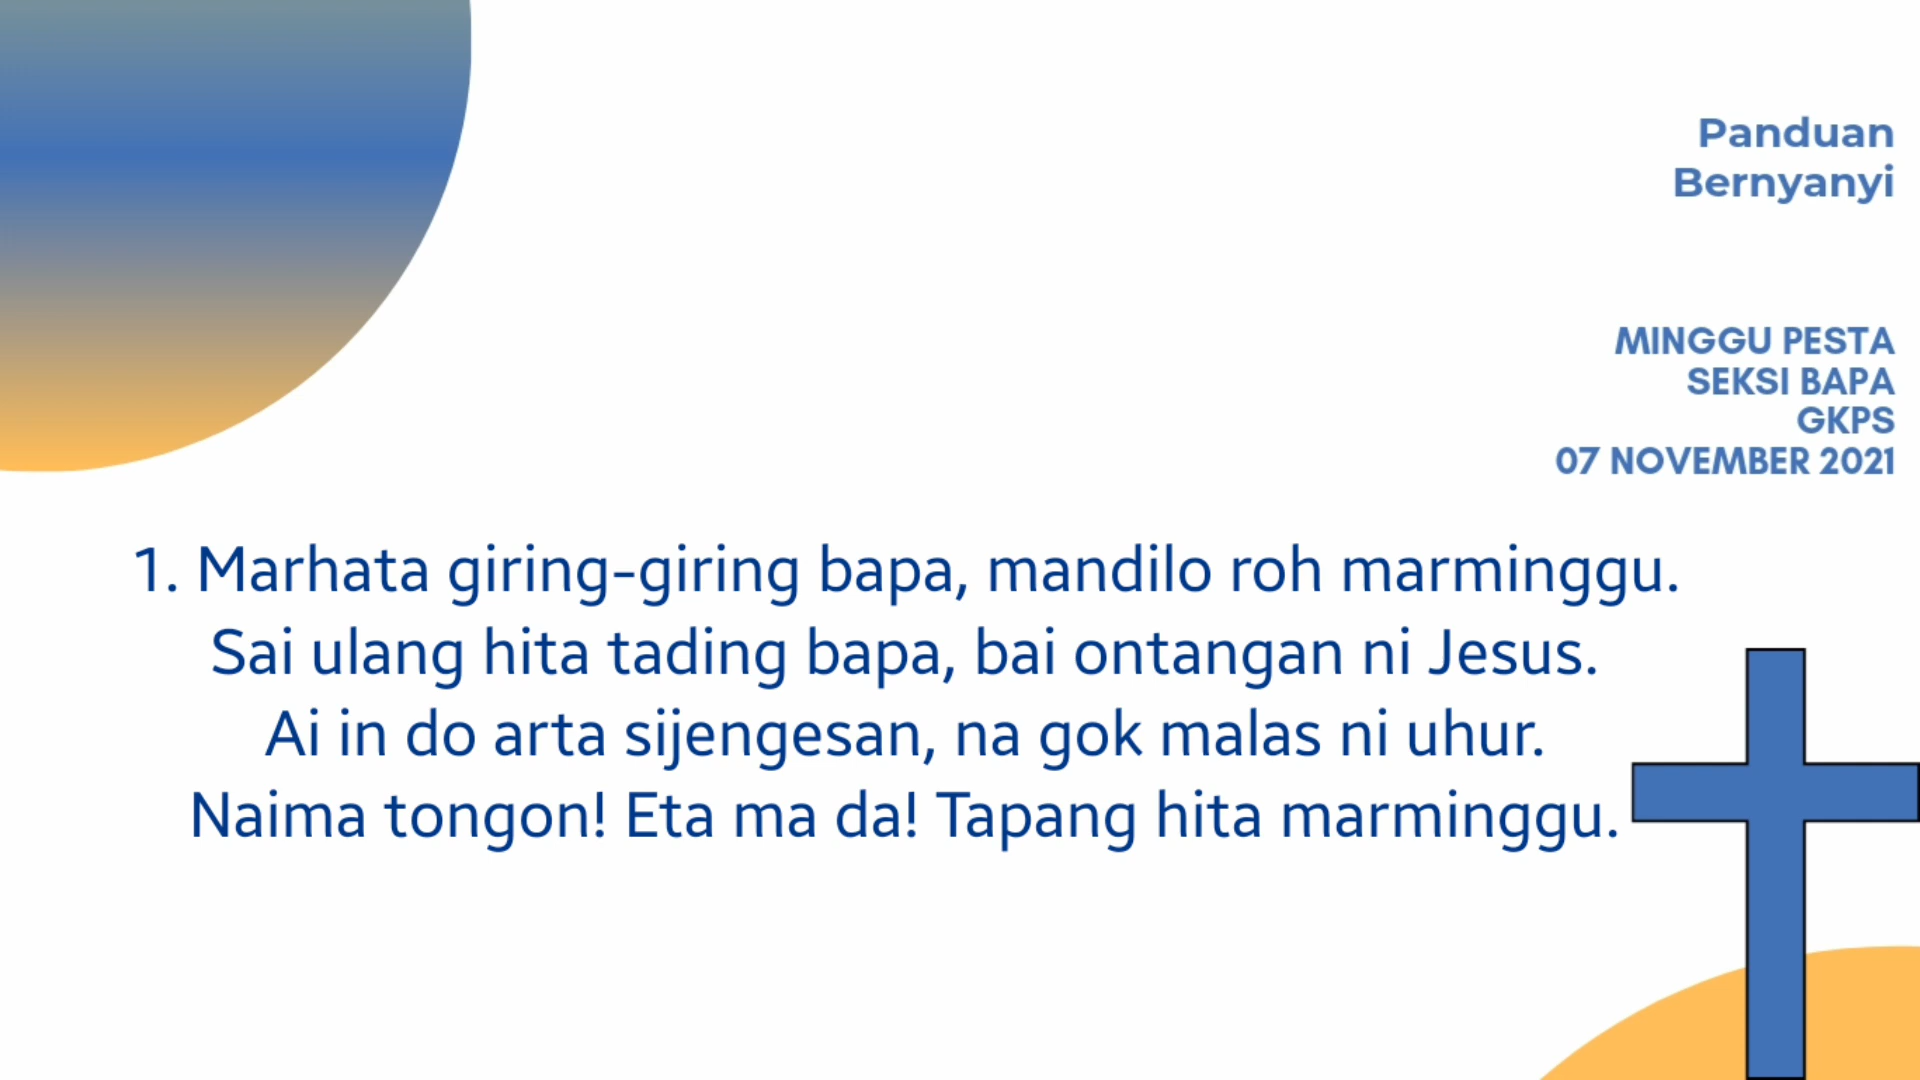 Panduan
Bernyanyi
MINGGU PESTA
SEKSI BAPA
GKPS
07 NOVEMBER 2021
1. Marhata giring-giring bapa, mandilo roh marminggu.
Sai ulang hita tading bapa, bai ontangan ni Jesus.
Ai in do arta sijengesan, na gok malas ni uhur.
Naima tongon! Eta ma da! Tapang hita marminggu.